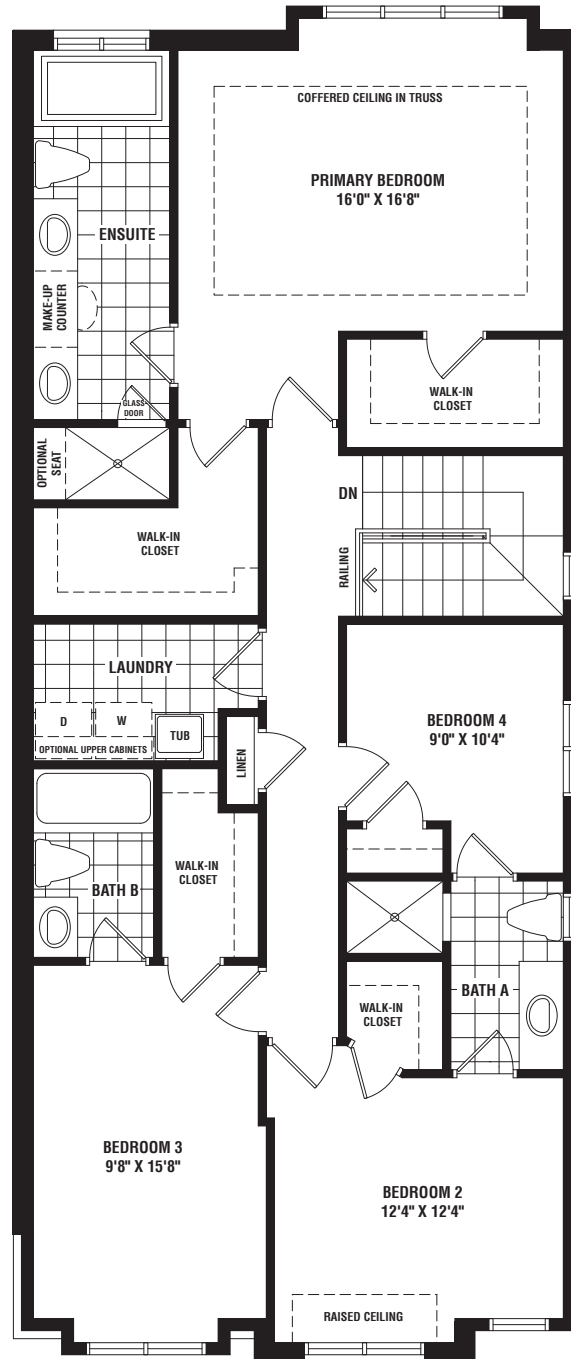 COFFERED CEILING IN TRUSS
PRIMARY BEDROOM
16'0" X 16'8"
ENSUITE
MAKE-UP
COUNTER
GLASS
DOOR
WALK-IN
CLOSET
OPTIONAL
SEAT
DN
WALK-IN
CLOSET
RAILING
LAUNDRY
D
W
TUB
OPTIONAL UPPER CABINETS
LINEN
BEDROOM 4
9'0" X 10'4"
BATH B
WALK-IN
CLOSET
BATH A
WALK-IN
CLOSET
BEDROOM 3
9'8" X 15'8"
BEDROOM 2
12'4" X 12'4"
RAISED CEILING